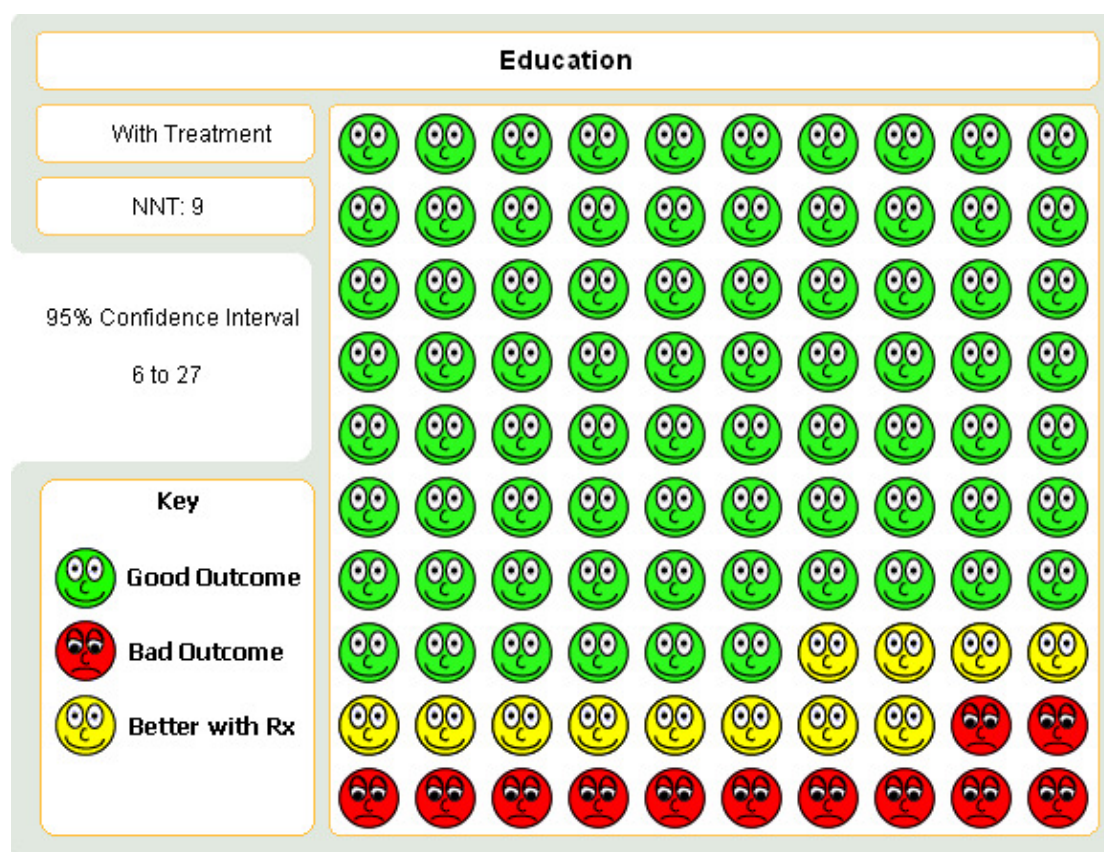 Education
With Treatment
NNT: 9
95% Confidence Interval
6 to 27
Key
Good Outcome
Bad Outcome
Better with Rx